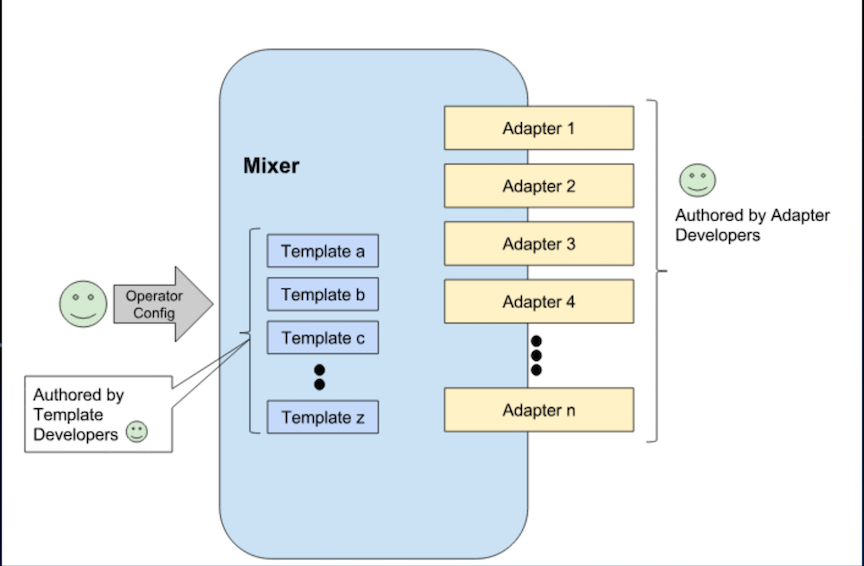 Mixer
Adapter 1
Adapter 2
Adapter 3
Adapter 4
Adapter n
Authored by Adapter
Developers
Template a
Template b
Template c
Template z
Operator
Config
Authored by
Template
Developers